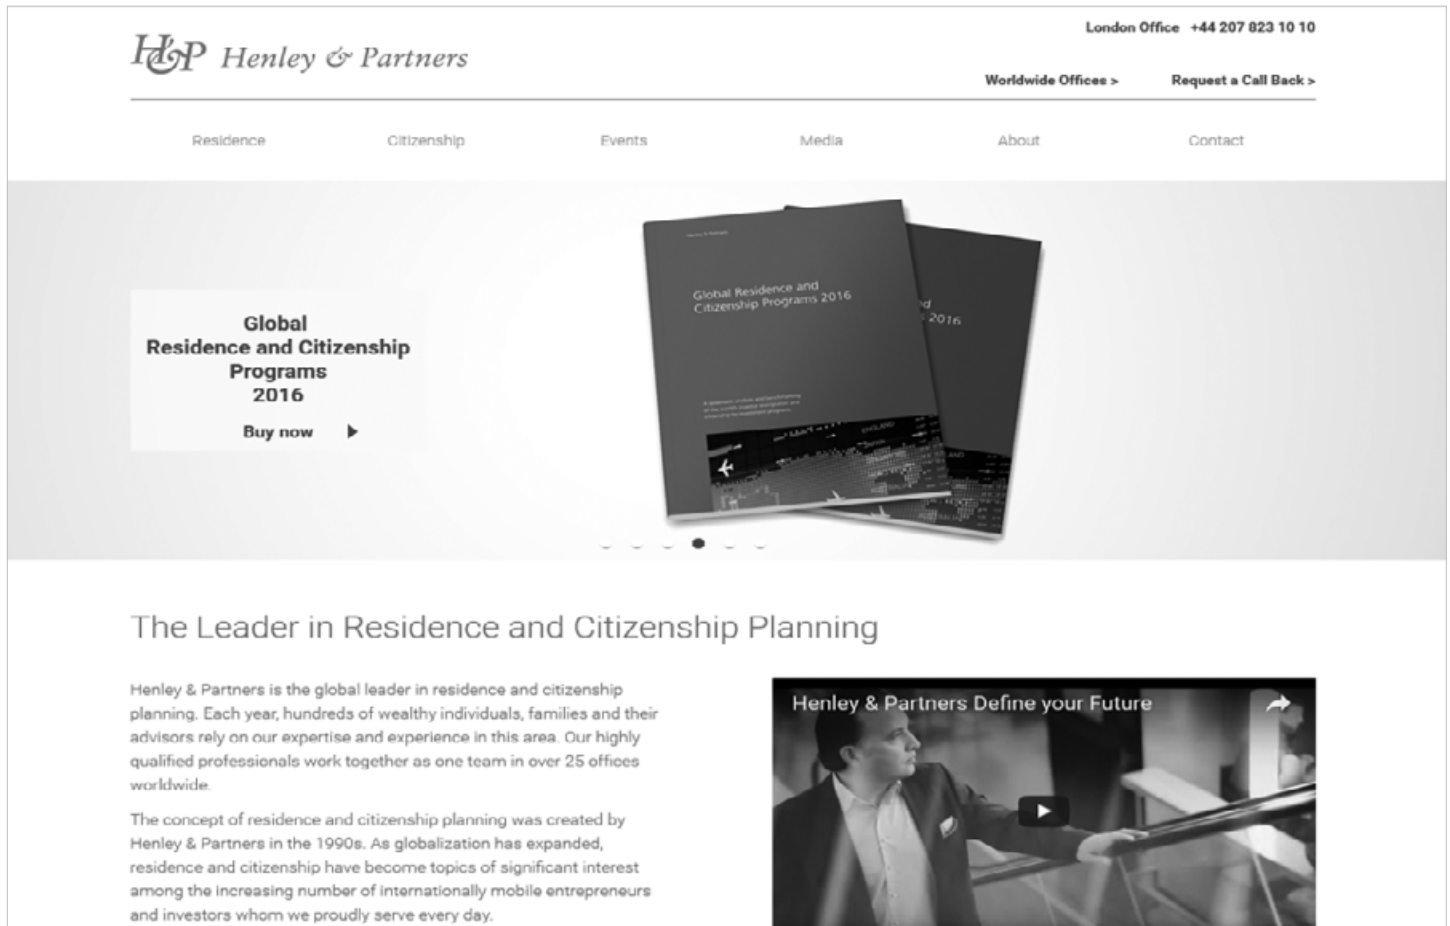 London Office +44 207 823 10 10
H&P Henley & Partners
Worldwide Offices >
Request a Call Back >
Residence
Citizenship
Events
Media
About
Contact
Global
Residence and Citizenship
Programs
2016
Buy now
Henley & Partners
Global Residence and
Citizenship Programs 2016
2016
ENGLAND
The Leader in Residence and Citizenship Planning
Henley & Partners is the global leader in residence and citizenship
planning. Each year, hundreds of wealthy individuals, families and their
advisors rely on our expertise and experience in this area. Our highly
qualified professionals work together as one team in over 25 offices
worldwide.
The concept of residence and citizenship planning was created by
Henley & Partners in the 1990s. As globalization has expanded,
residence and citizenship have become topics of significant interest
among the increasing number of internationally mobile entrepreneurs
and investors whom we proudly serve every day.
Henley & Partners Define your Future